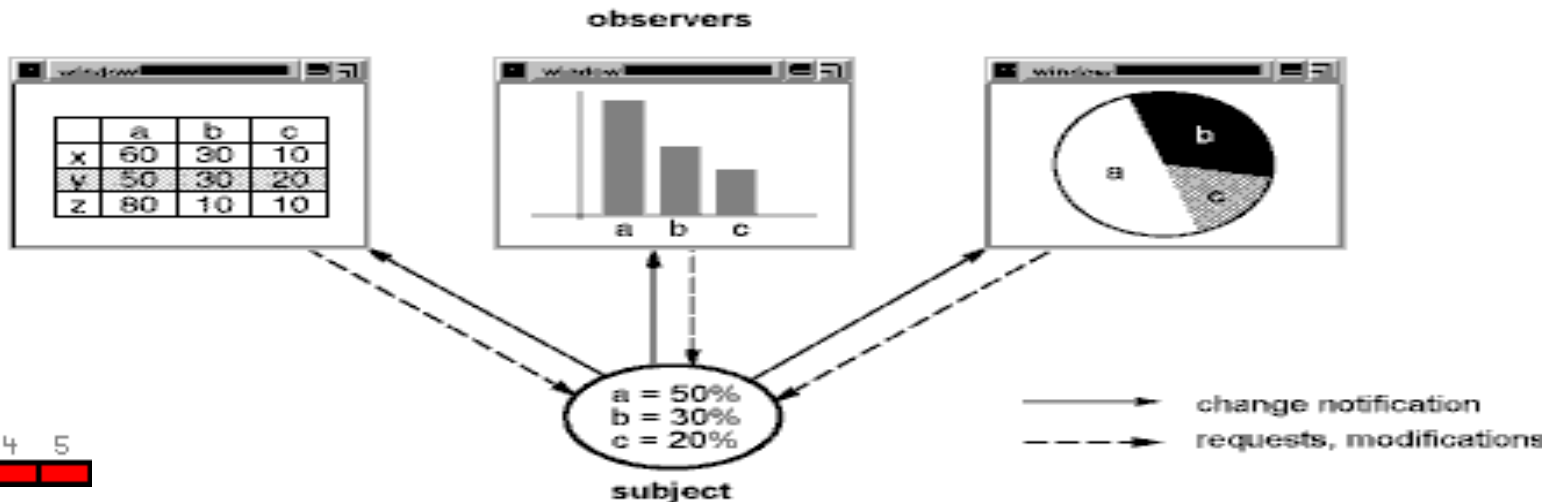 observers
window
window
window
a b c
x 60 30 10
y 50 30 20
z 80 10 10
a b c
a
b
c
a = 50%
b = 30%
c = 20%
subject
change notification
requests, modifications
4 5